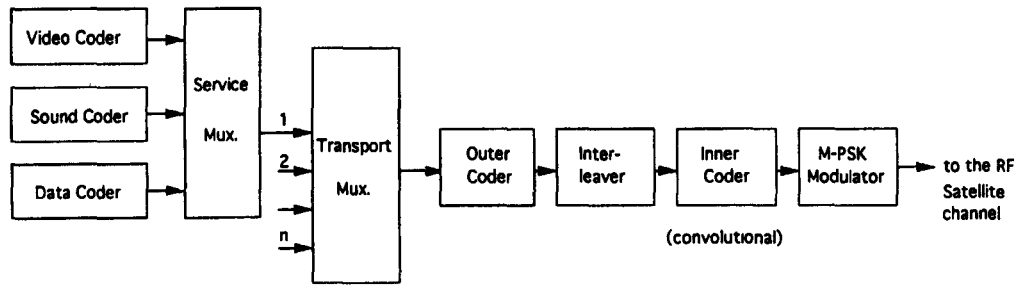 Video Coder
Sound Coder
Data Coder
Service
Mux.
1
2
n
Transport
Mux.
Outer
Coder
Inter-
leaver
Inner
Coder
(convolutional)
M-PSK
Modulator
to the RF
Satellite
channel